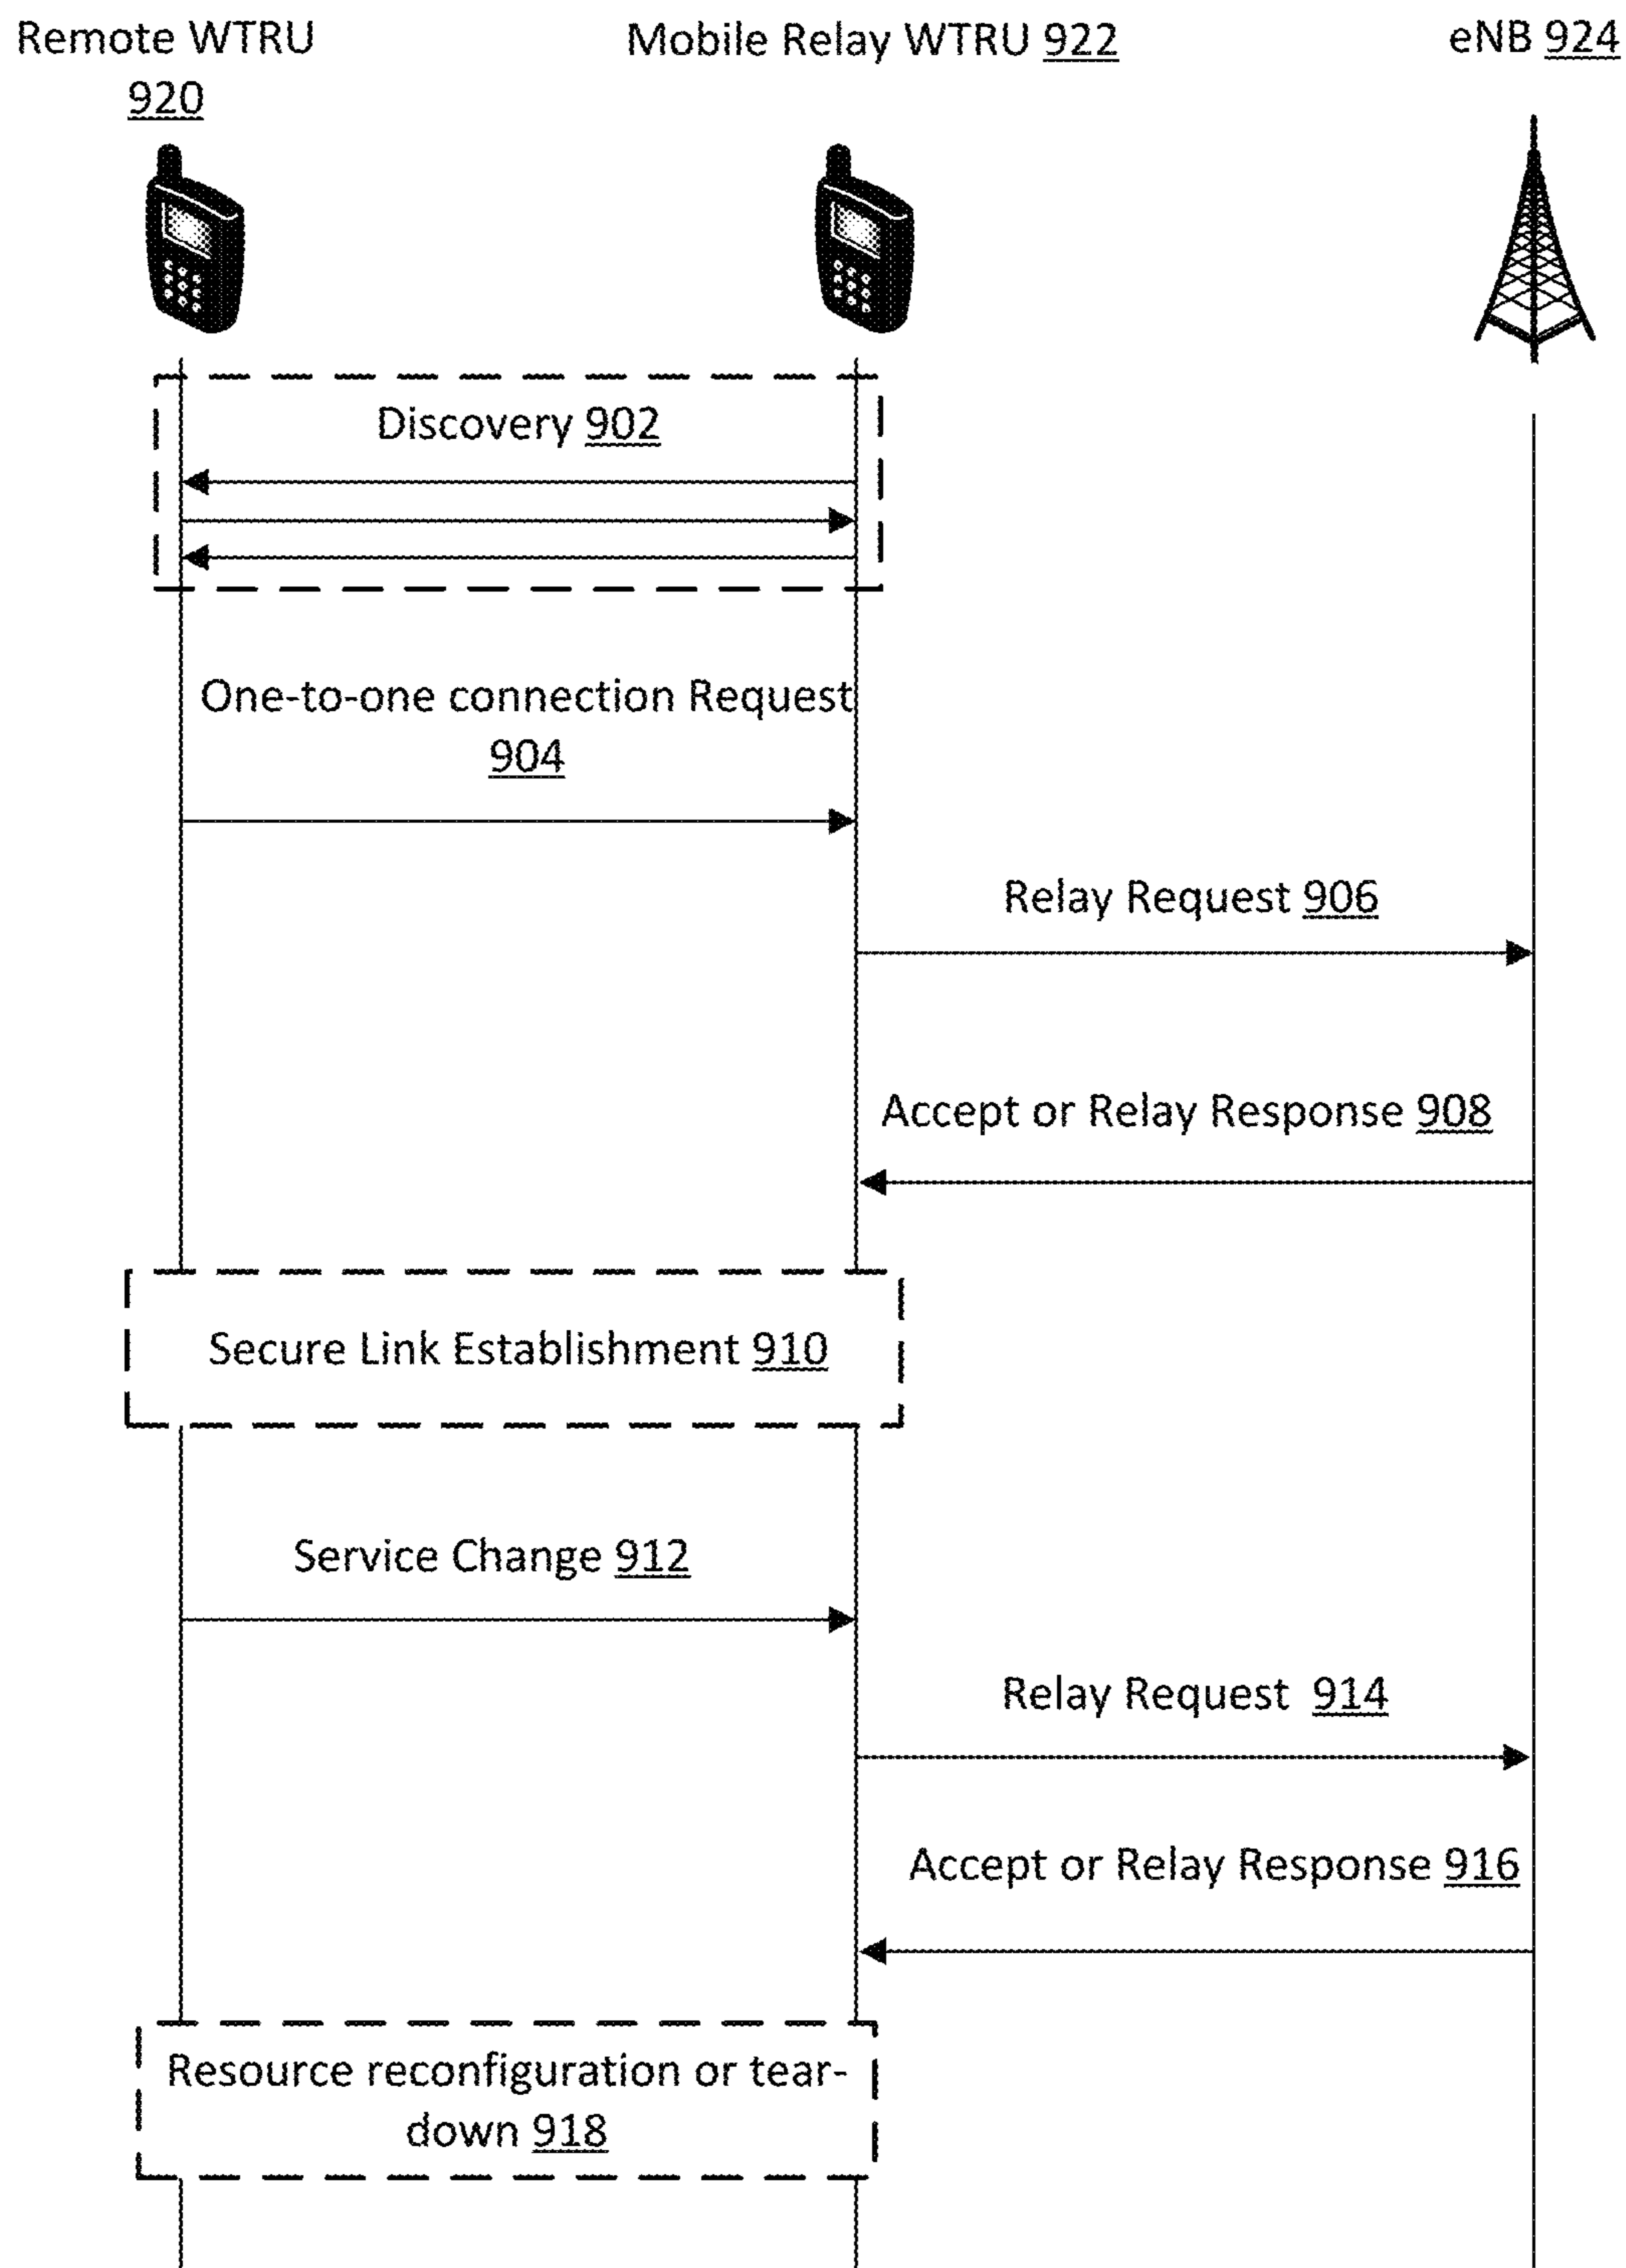 Remote WTRU
920
Mobile Relay WTRU 922
eNB 924
Discovery 902
One-to-one connection Request
904
Relay Request 906
Accept or Relay Response 908
Secure Link Establishment 910
Service Change 912
Relay Request 914
Accept or Relay Response 916
Resource reconfiguration or tear-
down 918